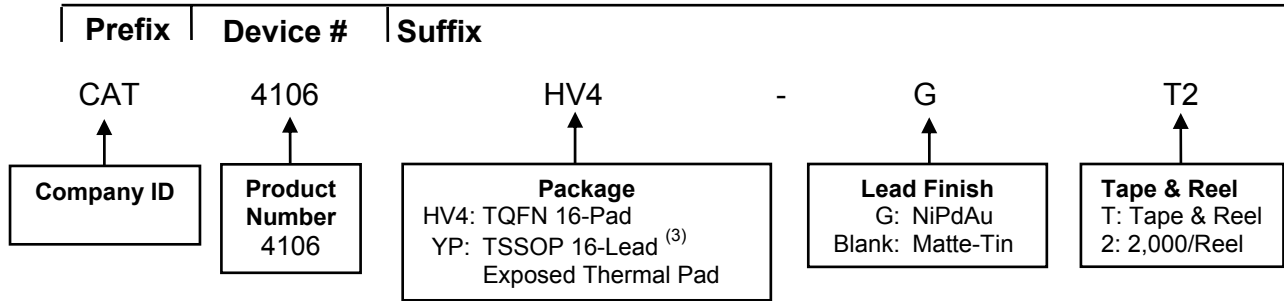 Prefix Device # Suffix
CAT 4106 HV4 - G T2
Company ID
Product
Number
4106
Package
HV4: TQFN 16-Pad
YP: TSSOP 16-Lead (3)
Exposed Thermal Pad
Lead Finish
G: NiPdAu
Blank: Matte-Tin
Tape & Reel
T: Tape & Reel
2: 2,000/Reel